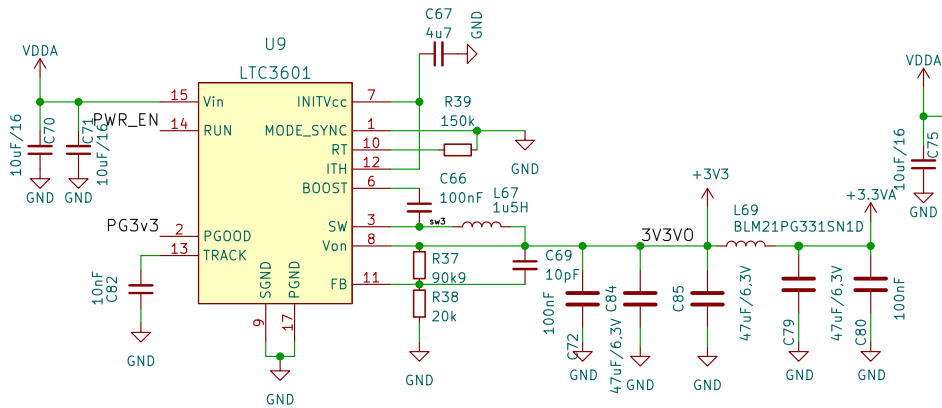 C67
4u7
GND
U9
LTC3601
VDDA
15
Vin
INITVcc
7
R39
150k
VDDA
C70
10uF/16
C71
10uF/16
PWR_EN
14
RUN
MODE_SYNC
1
GND
RT
10
ITH
12
C75
10uF/16
GND
GND
BOOST
6
C66
100nF
L67
1u5H
+3V3
GND
+3.3VA
PG3v3
2
PGOOD
SW
3
sw3
L69
BLM21PG331SN1D
13
TRACK
Von
8
3V3VO
R37
90k9
C69
10pF
10nF
C82
SGND
PGND
FB
11
R38
20k
100nF
C72
C84
47uF/6,3V
C85
47uF/6,3V
C79
47uF/6,3V
C80
100nF
9
17
GND
GND
GND
GND
GND
GND
GND
GND